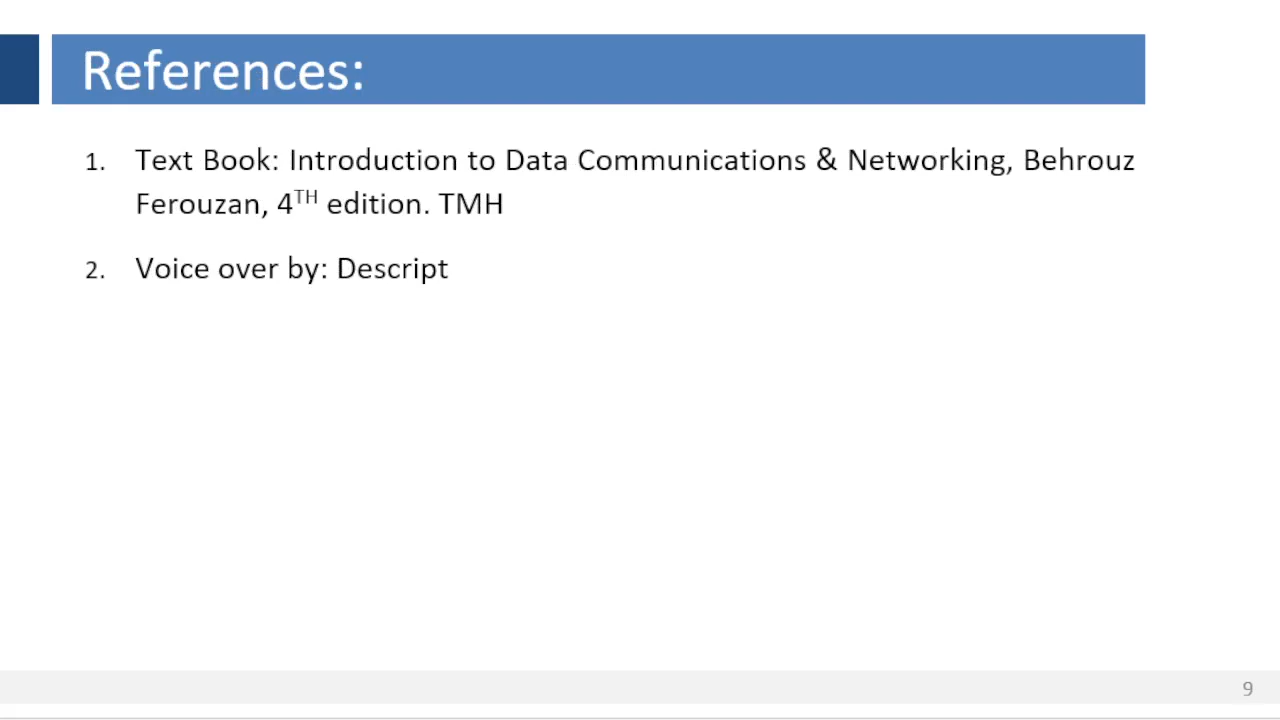 References:
1. Text Book: Introduction to Data Communications & Networking, Behrouz
Ferouzan, 4TH edition. TMH
2. Voice over by: Descript
9